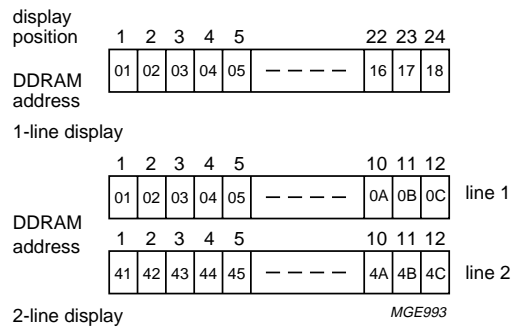 display
position 1 2 3 4 5 22 23 24
DDRAM
address
01 02 03 04 05 16 17 18
1-line display
1 2 3 4 5 10 11 12
01 02 03 04 05 0A 0B 0C line 1
DDRAM
address
1 2 3 4 5 10 11 12
41 42 43 44 45 4A 4B 4C line 2
2-line display MGE993